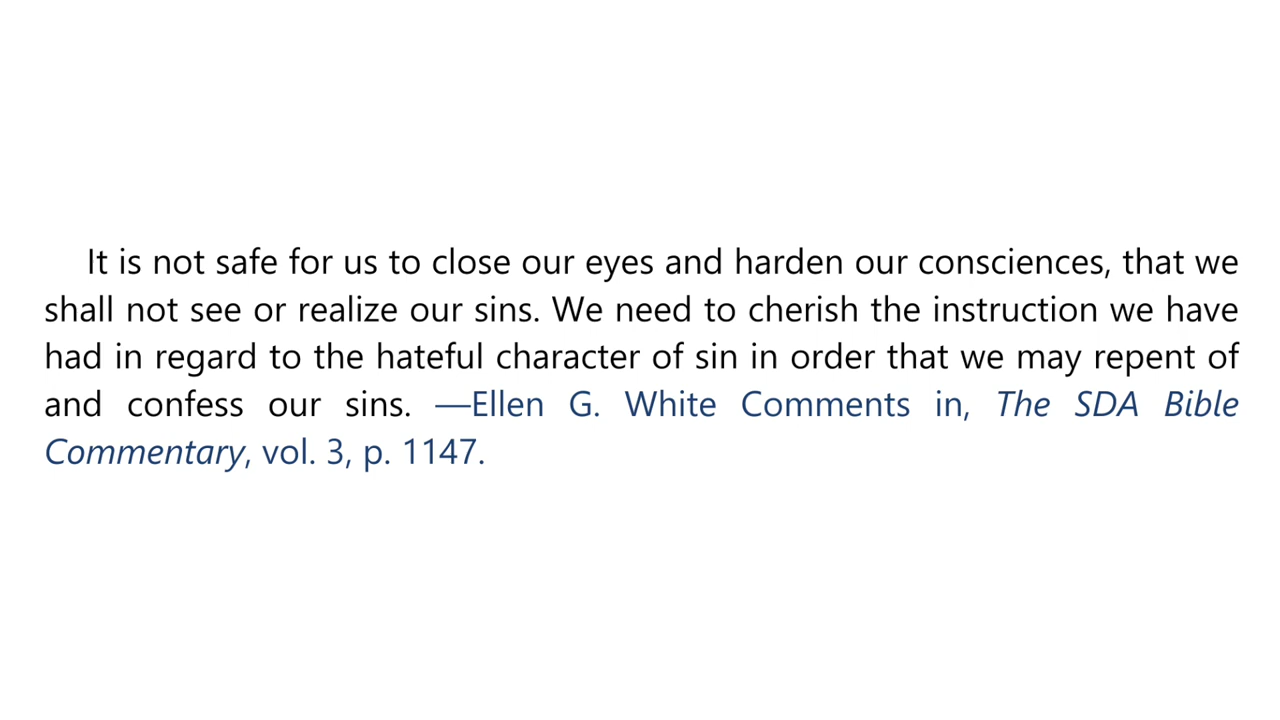 It is not safe for us to close our eyes and harden our consciences, that we
shall not see or realize our sins. We need to cherish the instruction we have
had in regard to the hateful character of sin in order that we may repent of
and confess our sins. —Ellen G. White Comments in, The SDA Bible
Commentary, vol. 3, p. 1147.